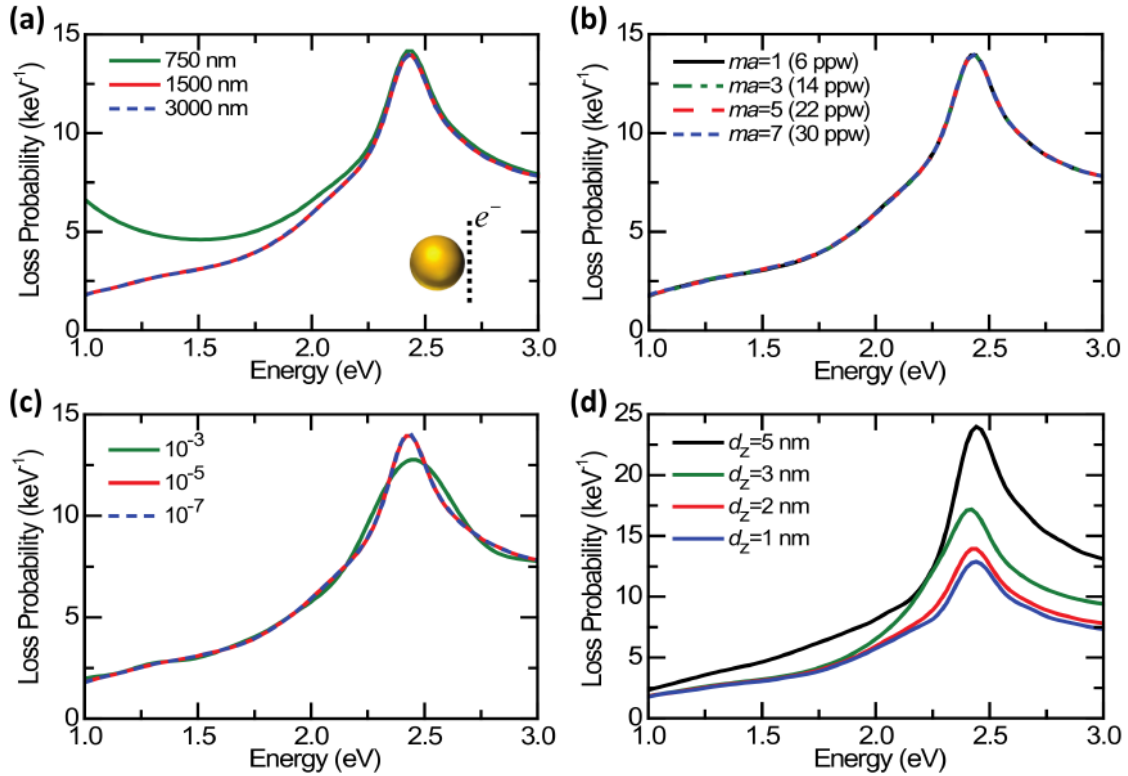 (a)
Loss Probability (keV⁻¹)
15
10
5
0
750 nm
1500 nm
3000 nm
e⁻
1.0 1.5 2.0 2.5 3.0
Energy (eV)
(b)
Loss Probability (keV⁻¹)
15
10
5
0
ma=1 (6 ppw)
ma=3 (14 ppw)
ma=5 (22 ppw)
ma=7 (30 ppw)
1.0 1.5 2.0 2.5 3.0
Energy (eV)
(c)
Loss Probability (keV⁻¹)
15
10
5
0
10⁻³
10⁻⁵
10⁻⁷
1.0 1.5 2.0 2.5 3.0
Energy (eV)
(d)
Loss Probability (keV⁻¹)
25
20
15
10
5
0
d_z=5 nm
d_z=3 nm
d_z=2 nm
d_z=1 nm
1.0 1.5 2.0 2.5 3.0
Energy (eV)